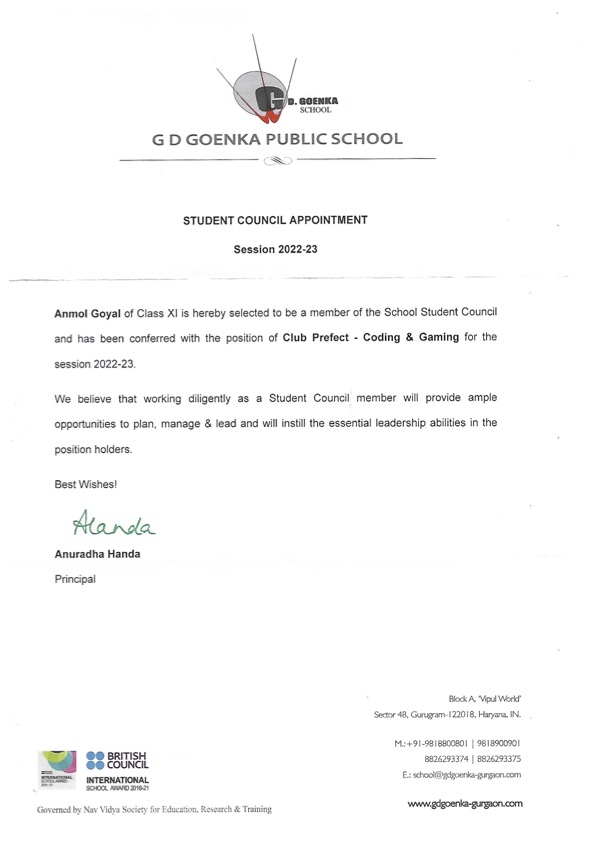 G D. GOENKA
SCHOOL
G D GOENKA PUBLIC SCHOOL
STUDENT COUNCIL APPOINTMENT
Session 2022-23
Anmol Goyal of Class XI is hereby selected to be a member of the School Student Council
and has been conferred with the position of Club Prefect - Coding & Gaming for the
session 2022-23.
We believe that working diligently as a Student Council member will provide ample
opportunities to plan, manage & lead and will instill the essential leadership abilities in the
position holders.
Best Wishes!
AHanda
Anuradha Handa
Principal
Block A, 'Vipul World'
Sector 48, Gurugram-122018, Haryana, IN.
M.:+91-9818800801 | 9818900901
8826293374 | 8826293375
E.: school@gdgoenka-gurgaon.com
www.gdgoenka-gurgaon.com
INTERNATIONAL
SCHOOL AWARD
BRITISH
COUNCIL
INTERNATIONAL
SCHOOL AWARD 2018-21
Governed by Nav Vidya Society for Education, Research & Training